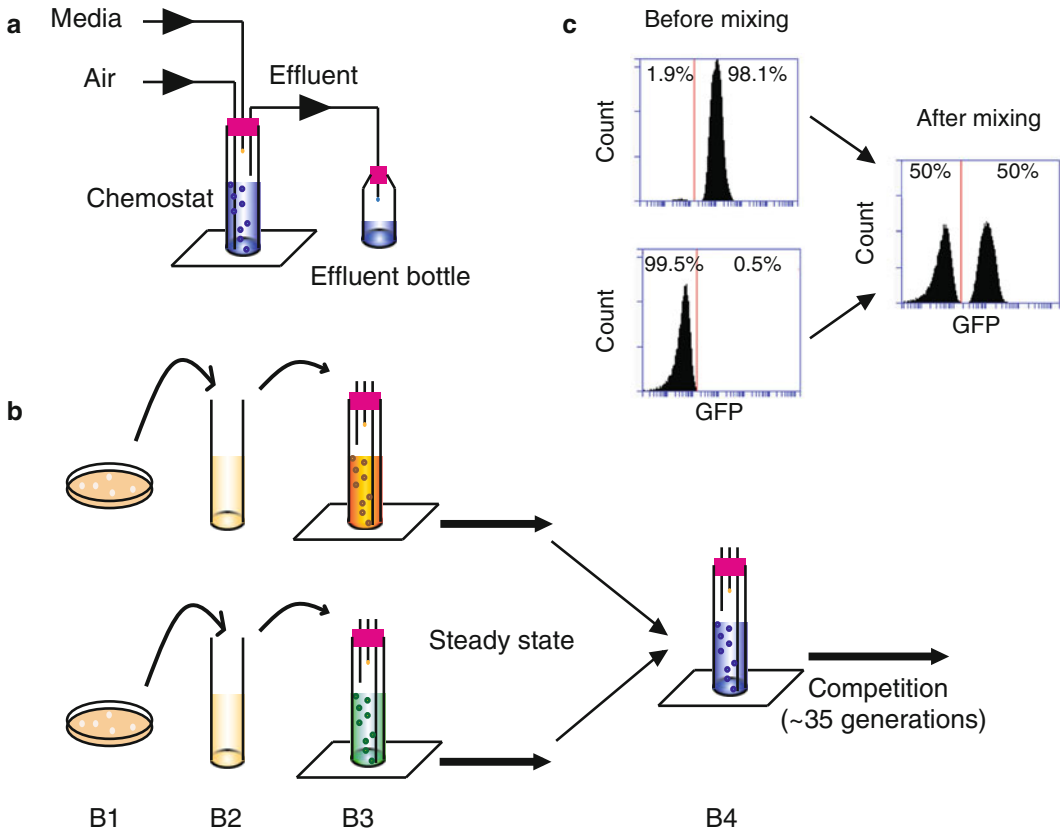 a
Media
Air
Effluent
Chemostat
Effluent bottle
c
Before mixing
1.9% 98.1%
Count
After mixing
50% 50%
Count
GFP
99.5% 0.5%
Count
GFP
b
Steady state
Competition
(~35 generations)
B1 B2 B3 B4